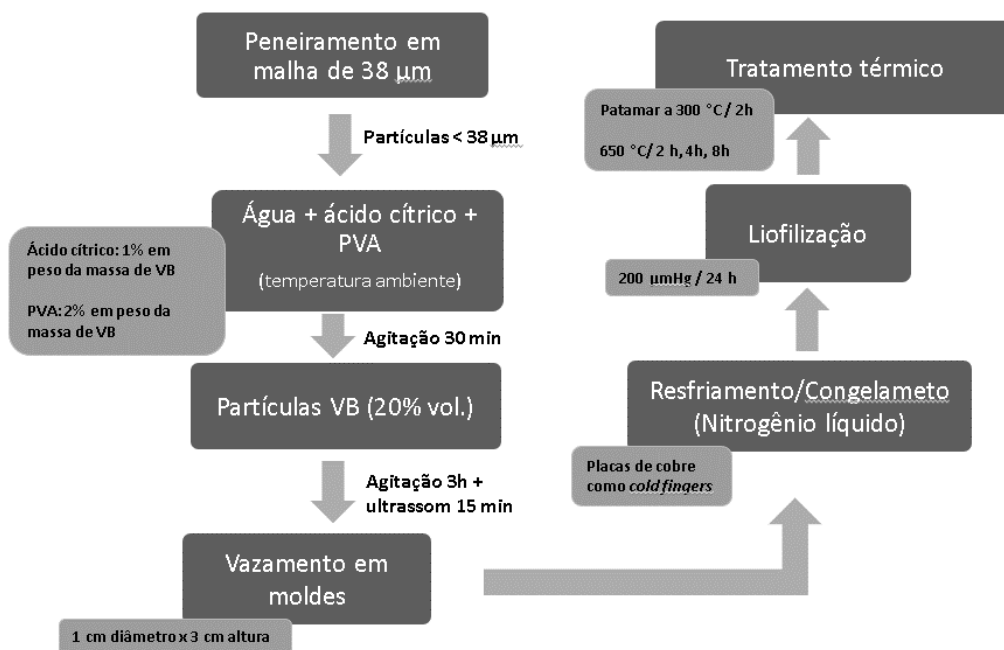 Peneiramento em
malha de 38 µm
Partículas < 38 µm
Água + ácido cítrico +
PVA
(temperatura ambiente)
Ácido cítrico: 1% em
peso da massa de VB
PVA: 2% em peso da
massa de VB
Agitação 30 min
Partículas VB (20% vol.)
Agitação 3h +
ultrassom 15 min
Vazamento em
moldes
1 cm diâmetro x 3 cm altura
Resfriamento/Congelameto
(Nitrogênio líquido)
Placas de cobre
como cold fingers
Liofilização
200 µmHg / 24 h
Tratamento térmico
Patamar a 300 °C/ 2h
650 °C/ 2 h, 4h, 8h